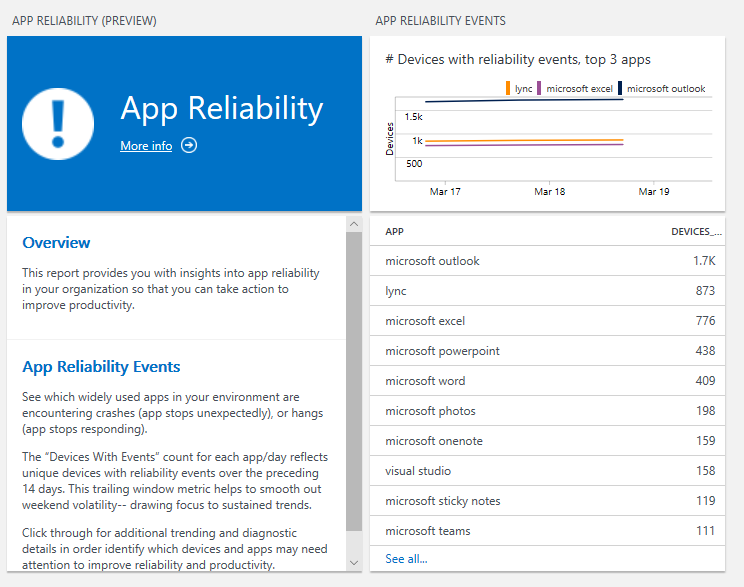 APP RELIABILITY (PREVIEW)
App Reliability
More info
Overview
This report provides you with insights into app reliability
in your organization so that you can take action to
improve productivity.
App Reliability Events
See which widely used apps in your environment are
encountering crashes (app stops unexpectedly), or hangs
(app stops responding).
The “Devices With Events” count for each app/day reflects
unique devices with reliability events over the preceding
14 days. This trailing window metric helps to smooth out
weekend volatility-- drawing focus to sustained trends.
Click through for additional trending and diagnostic
details in order identify which devices and apps may need
attention to improve reliability and productivity.
APP RELIABILITY EVENTS
# Devices with reliability events, top 3 apps
lync microsoft excel microsoft outlook
Devices
1.5k
1k
500
Mar 17 Mar 18 Mar 19
APP DEVICES_...
microsoft outlook 1.7K
lync 873
microsoft excel 776
microsoft powerpoint 438
microsoft word 409
microsoft photos 198
microsoft onenote 159
visual studio 158
microsoft sticky notes 119
microsoft teams 111
See all...